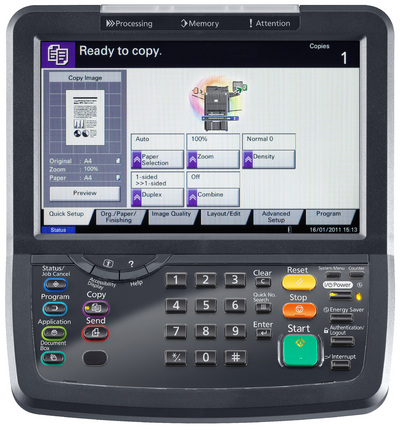 Processing Memory Attention
Ready to copy.
Copies
1
Copy Image
Original : A4
Zoom : 100%
Paper : A4
Preview
Auto
Paper Selection
100%
Zoom
Normal 0
Density
1-sided
>>1-sided
Duplex
Off
Combine
Quick Setup
Org./Paper/
Finishing
Image Quality
Layout/Edit
Advanced
Setup
Program
Status
16/01/2011 15:13
Status/
Job Cancel
Program
Application
Document
Box
Copy
Send
Accessibility
Display
?
Help
1 2 3
4 5 6
7 8 9
*/. 0 #
Clear
C
Quick No.
Search
Enter
Reset
Stop
Start
System Menu Counter
Power
Energy Saver
Authentication/
Logout
Interrupt